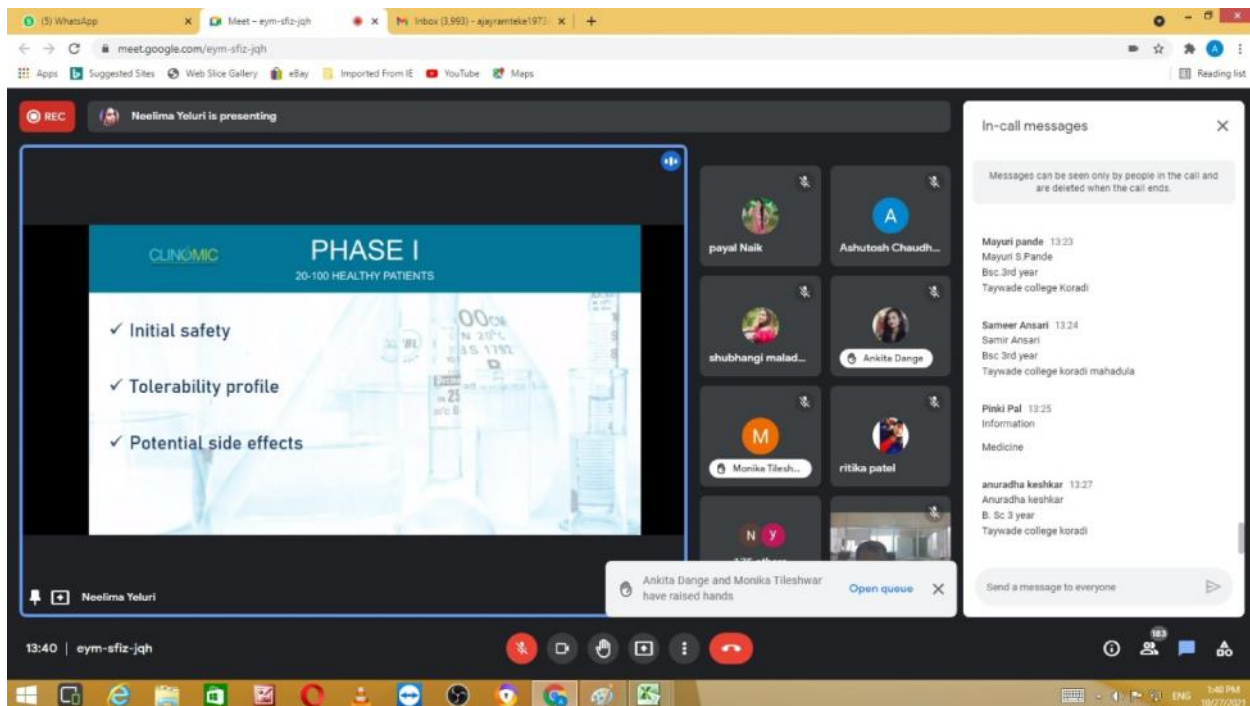 (5) WhatsApp
Meet – eym-sfiz-jqh
Inbox (3,993) - ajayramteke1973
meet.google.com/eym-sfiz-jqh
Apps
Suggested Sites
Web Slice Gallery
eBay
Imported From IE
YouTube
Maps
Reading list
REC
Neelima Yeluri is presenting
CLINOMIC
PHASE I
20-100 HEALTHY PATIENTS
✓ Initial safety
✓ Tolerability profile
✓ Potential side effects
Neelima Yeluri
payal Naik
A
Ashutosh Chaudh...
shubhangi malad...
Ankita Dange
M
Monika Tilesh...
ritika patel
N y
Ankita Dange and Monika Tileshwar
have raised hands
Open queue
In-call messages
Messages can be seen only by people in the call and
are deleted when the call ends.
Mayuri pande 13:23
Mayuri S.Pande
Bsc.3rd year
Taywade college Koradi
Sameer Ansari 13:24
Samir Ansari
Bsc 3rd year
Taywade college koradi mahadula
Pinki Pal 13:25
Information
Medicine
anuradha keshkar 13:27
Anuradha keshkar
B. Sc 3 year
Taywade college koradi
Send a message to everyone
13:40 | eym-sfiz-jqh
183
ENG
1:40 PM
10/27/2021